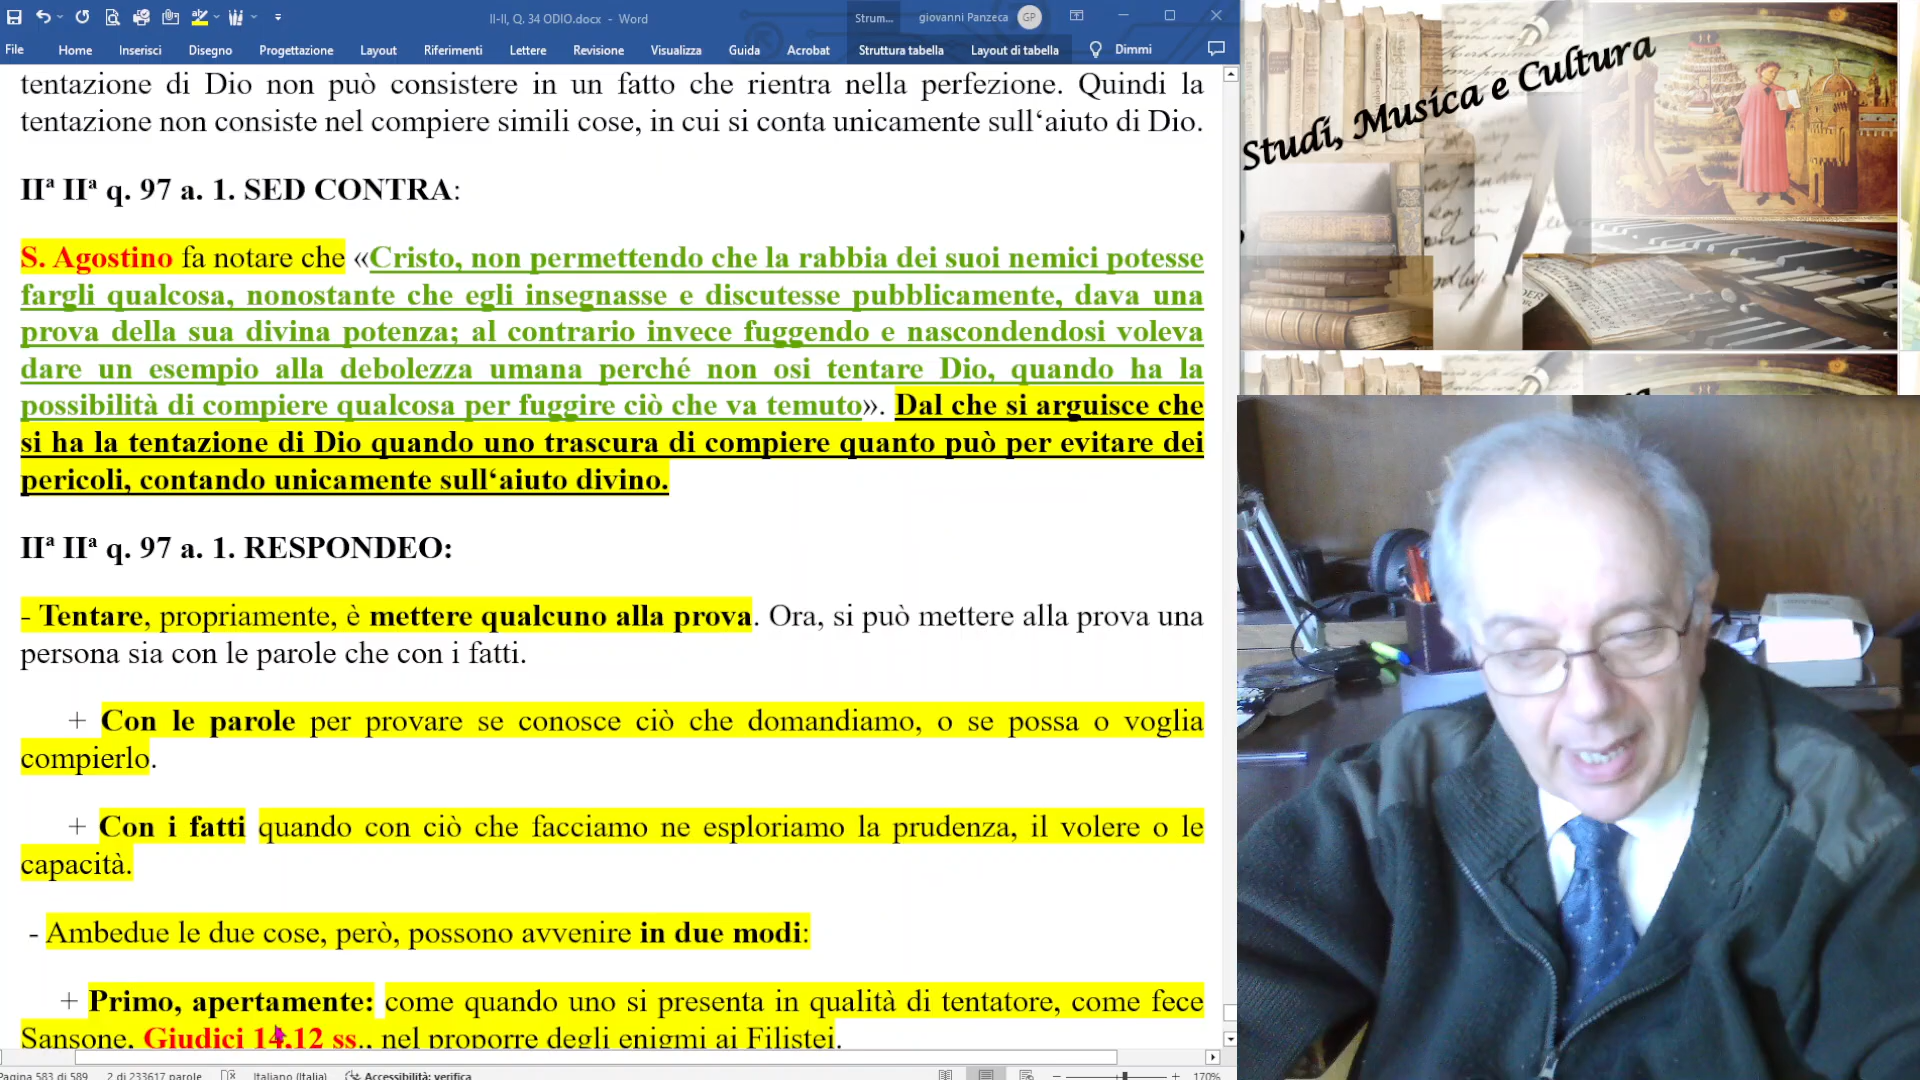 II-II, Q. 34 ODIO.docx - Word
Strum...
giovanni Panzeca
GP
File Home Inserisci Disegno Progettazione Layout Riferimenti Lettere Revisione Visualizza Guida Acrobat Struttura tabella Layout di tabella Dimmi
tentazione di Dio non può consistere in un fatto che rientra nella perfezione. Quindi la
tentazione non consiste nel compiere simili cose, in cui si conta unicamente sull‘aiuto di Dio.
IIª IIª q. 97 a. 1. SED CONTRA:
S. Agostino fa notare che «Cristo, non permettendo che la rabbia dei suoi nemici potesse
fargli qualcosa, nonostante che egli insegnasse e discutesse pubblicamente, dava una
prova della sua divina potenza; al contrario invece fuggendo e nascondendosi voleva
dare un esempio alla debolezza umana perché non osi tentare Dio, quando ha la
possibilità di compiere qualcosa per fuggire ciò che va temuto». Dal che si arguisce che
si ha la tentazione di Dio quando uno trascura di compiere quanto può per evitare dei
pericoli, contando unicamente sull‘aiuto divino.
IIª IIª q. 97 a. 1. RESPONDEO:
- Tentare, propriamente, è mettere qualcuno alla prova. Ora, si può mettere alla prova una
persona sia con le parole che con i fatti.
+ Con le parole per provare se conosce ciò che domandiamo, o se possa o voglia
compierlo.
+ Con i fatti quando con ciò che facciamo ne esploriamo la prudenza, il volere o le
capacità.
- Ambedue le due cose, però, possono avvenire in due modi:
+ Primo, apertamente: come quando uno si presenta in qualità di tentatore, come fece
Sansone, Giudici 14,12 ss., nel proporre degli enigmi ai Filistei.
Pagina 583 di 589 2 di 233617 parole Italiano (Italia) Accessibilità: verifica 170%
Studi, Musica e Cultura